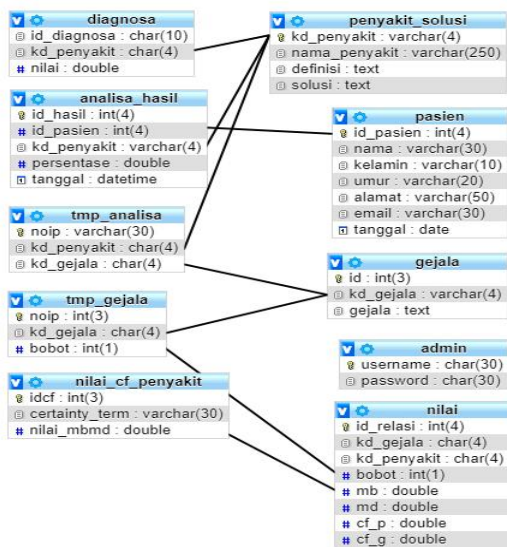 diagnosa
id_diagnosa : char(10)
kd_penyakit : char(4)
nilai : double
analisa_hasil
id_hasil : int(4)
id_pasien : int(4)
kd_penyakit : varchar(4)
persentase : double
tanggal : datetime
tmp_analisa
noip : varchar(30)
kd_penyakit : char(4)
kd_gejala : char(4)
tmp_gejala
noip : int(3)
kd_gejala : char(4)
bobot : int(1)
nilai_cf_penyakit
idcf : int(3)
certainty_term : varchar(30)
nilai_mbmd : double
penyakit_solusi
kd_penyakit : varchar(4)
nama_penyakit : varchar(250)
definisi : text
solusi : text
pasien
id_pasien : int(4)
nama : varchar(30)
kelamin : varchar(10)
umur : varchar(20)
alamat : varchar(50)
email : varchar(30)
tanggal : date
gejala
id : int(3)
kd_gejala : varchar(4)
gejala : text
admin
username : char(30)
password : char(30)
nilai
id_relasi : int(4)
kd_gejala : char(4)
kd_penyakit : char(4)
bobot : int(1)
mb : double
md : double
cf_p : double
cf_g : double